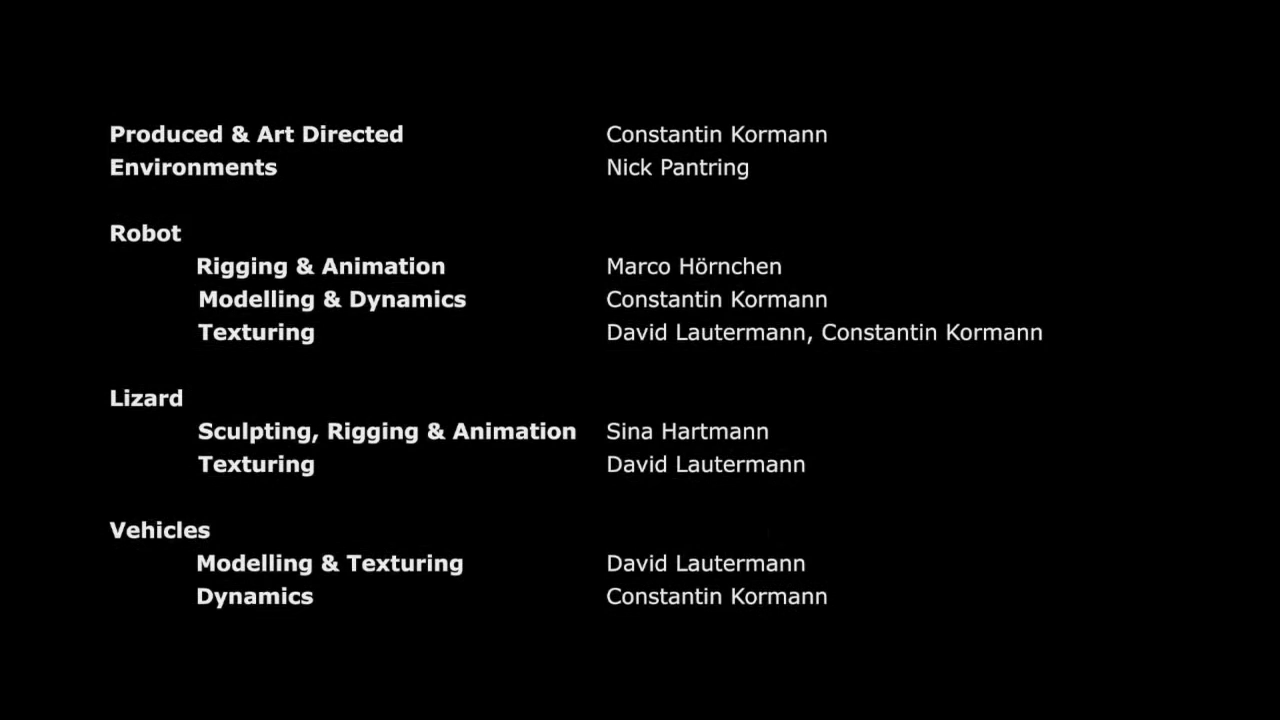 Produced & Art Directed Constantin Kormann
Environments Nick Pantring
Robot
Rigging & Animation Marco Hörnchen
Modelling & Dynamics Constantin Kormann
Texturing David Lautermann, Constantin Kormann
Lizard
Sculpting, Rigging & Animation Sina Hartmann
Texturing David Lautermann
Vehicles
Modelling & Texturing David Lautermann
Dynamics Constantin Kormann